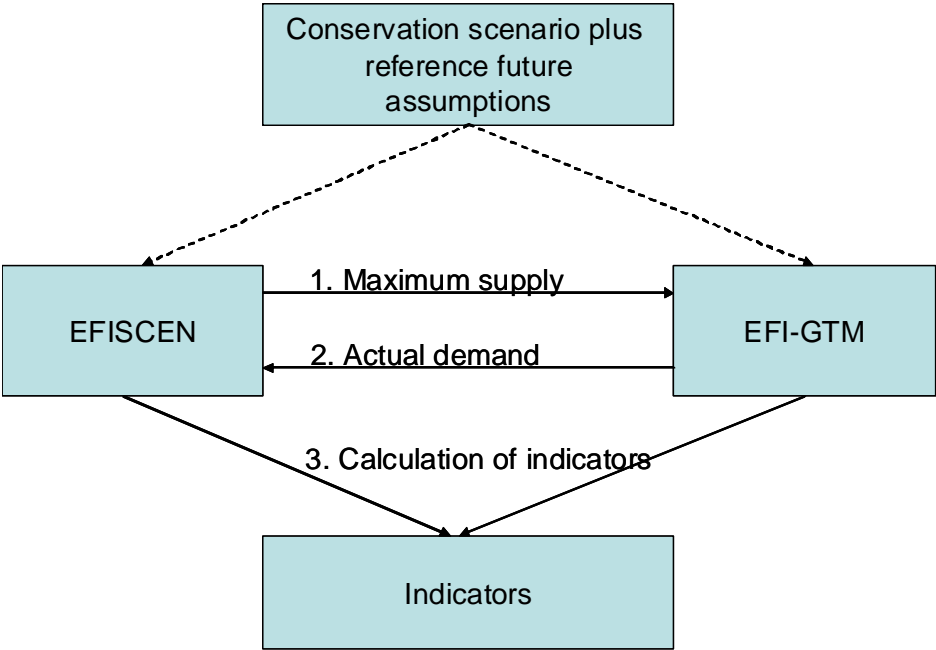 Conservation scenario plus
reference future
assumptions
1. Maximum supply
EFISCEN
EFI-GTM
2. Actual demand
3. Calculation of indicators
Indicators